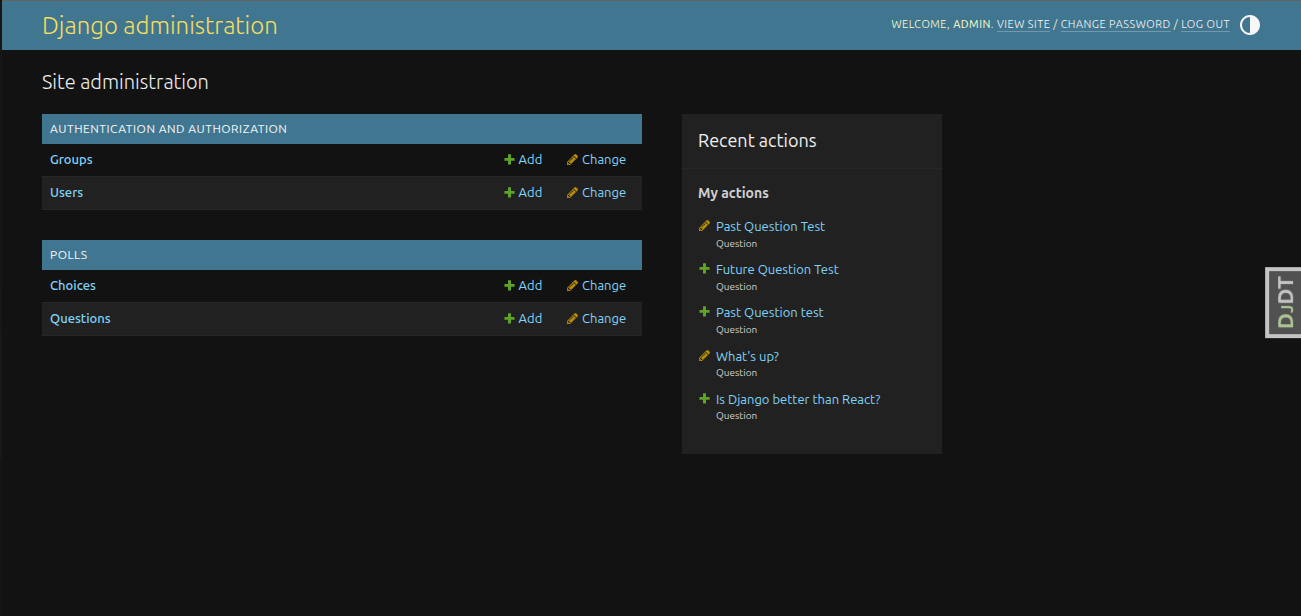 Django administration
WELCOME, ADMIN. VIEW SITE / CHANGE PASSWORD / LOG OUT
Site administration
AUTHENTICATION AND AUTHORIZATION
Groups Add Change
Users Add Change
POLLS
Choices Add Change
Questions Add Change
Recent actions
My actions
Past Question Test
Question
Future Question Test
Question
Past Question test
Question
What's up?
Question
Is Django better than React?
Question
DJDT